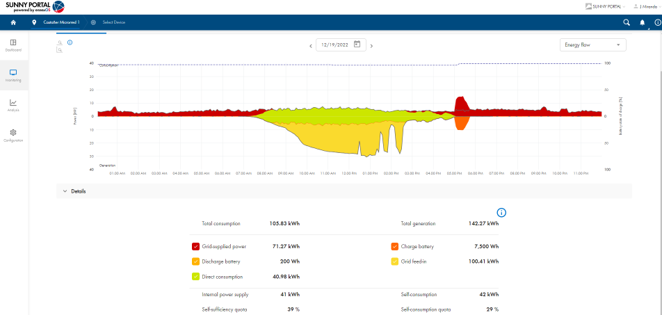 SUNNY PORTAL
powered by ennexOS
SUNNY PORTAL
J. Miranda
Castafer Monreal 1
Select Device
Dashboard
12/19/2022
Energy flow
Monitoring
Analysis
Configuration
Consumption
40 30 20 10 0 10 20 30 40
Power [kW]
Generation
100 50 0 50 100
01:00 AM 02:00 AM 03:00 AM 04:00 AM 05:00 AM 06:00 AM 07:00 AM 08:00 AM 09:00 AM 10:00 AM 11:00 AM 12:00 PM 01:00 PM 02:00 PM 03:00 PM 04:00 PM 05:00 PM 06:00 PM 07:00 PM 08:00 PM 09:00 PM 10:00 PM 11:00 PM
Details
Total consumption 105.83 kWh
Total generation 142.27 kWh
Grid-supplied power 71.27 kWh
Charge battery 7,500 Wh
Discharge battery 200 Wh
Grid feed-in 100.41 kWh
Direct consumption 40.98 kWh
Internal power supply 41 kWh
Self-consumption 42 kWh
Self-sufficiency quota 39 %
Self-consumption quota 29 %